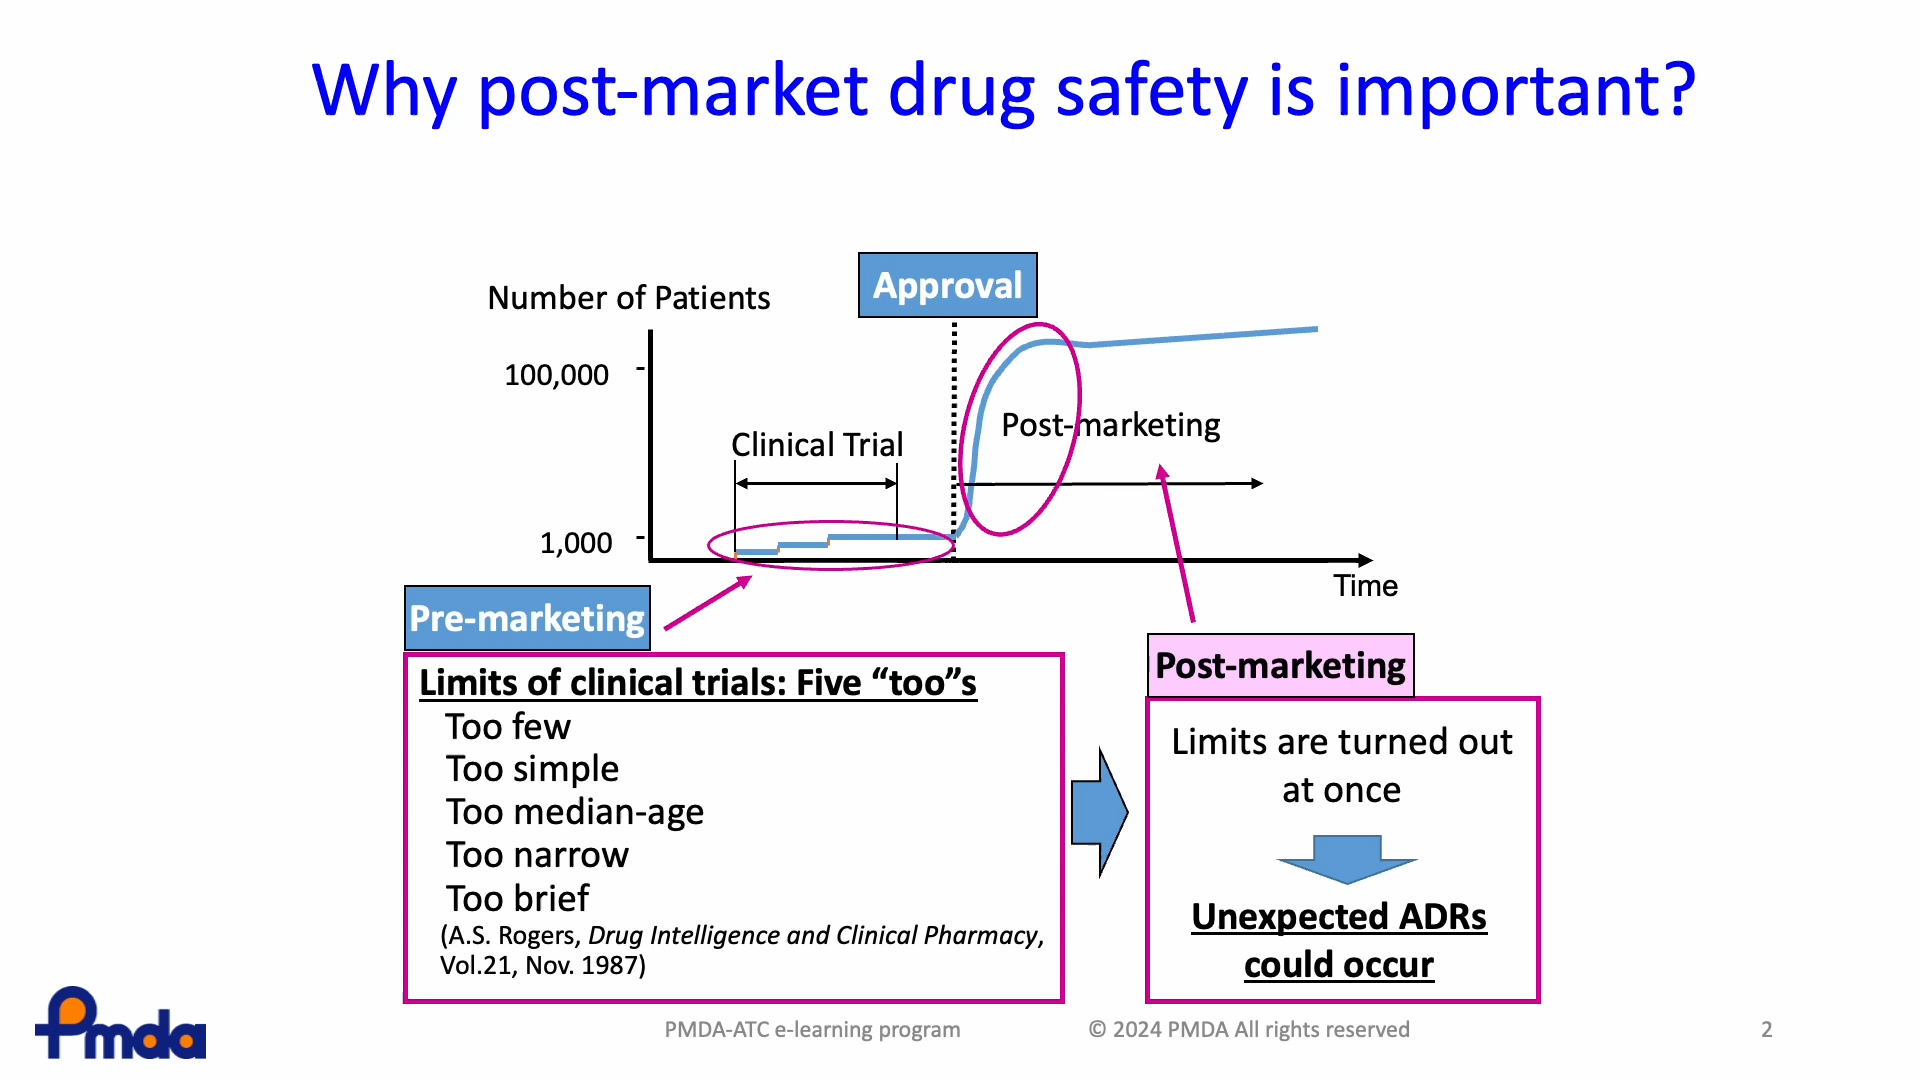 Why post-market drug safety is important?
Approval
Number of Patients
100,000
Clinical Trial
Post-marketing
1,000
Time
Pre-marketing
Limits of clinical trials: Five “too”s
Too few
Too simple
Too median-age
Too narrow
Too brief
(A.S. Rogers, Drug Intelligence and Clinical Pharmacy,
Vol.21, Nov. 1987)
Post-marketing
Limits are turned out
at once
Unexpected ADRs
could occur
Pmda
PMDA-ATC e-learning program
© 2024 PMDA All rights reserved
2